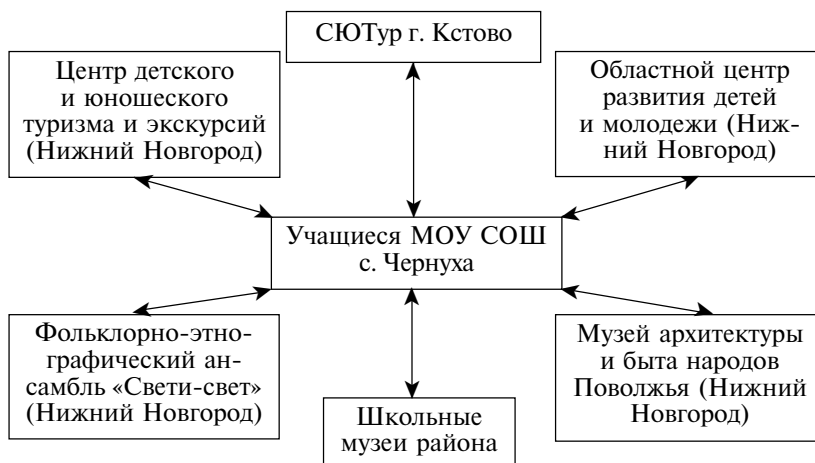 СЮТур г. Кстово
Центр детского
и юношеского
туризма и экскурсий
(Нижний Новгород)
Областной центр
развития детей
и молодежи (Ниж-
ний Новгород)
Учащиеся МОУ СОШ
с. Чернуха
Фольклорно-этно-
графический ан-
самбль «Свети-свет»
(Нижний Новгород)
Школьные
музеи района
Музей архитектуры
и быта народов
Поволжья (Нижний
Новгород)